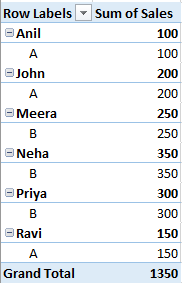 Row Labels Sum of Sales
Anil 100
A 100
John 200
A 200
Meera 250
B 250
Neha 350
B 350
Priya 300
B 300
Ravi 150
A 150
Grand Total 1350